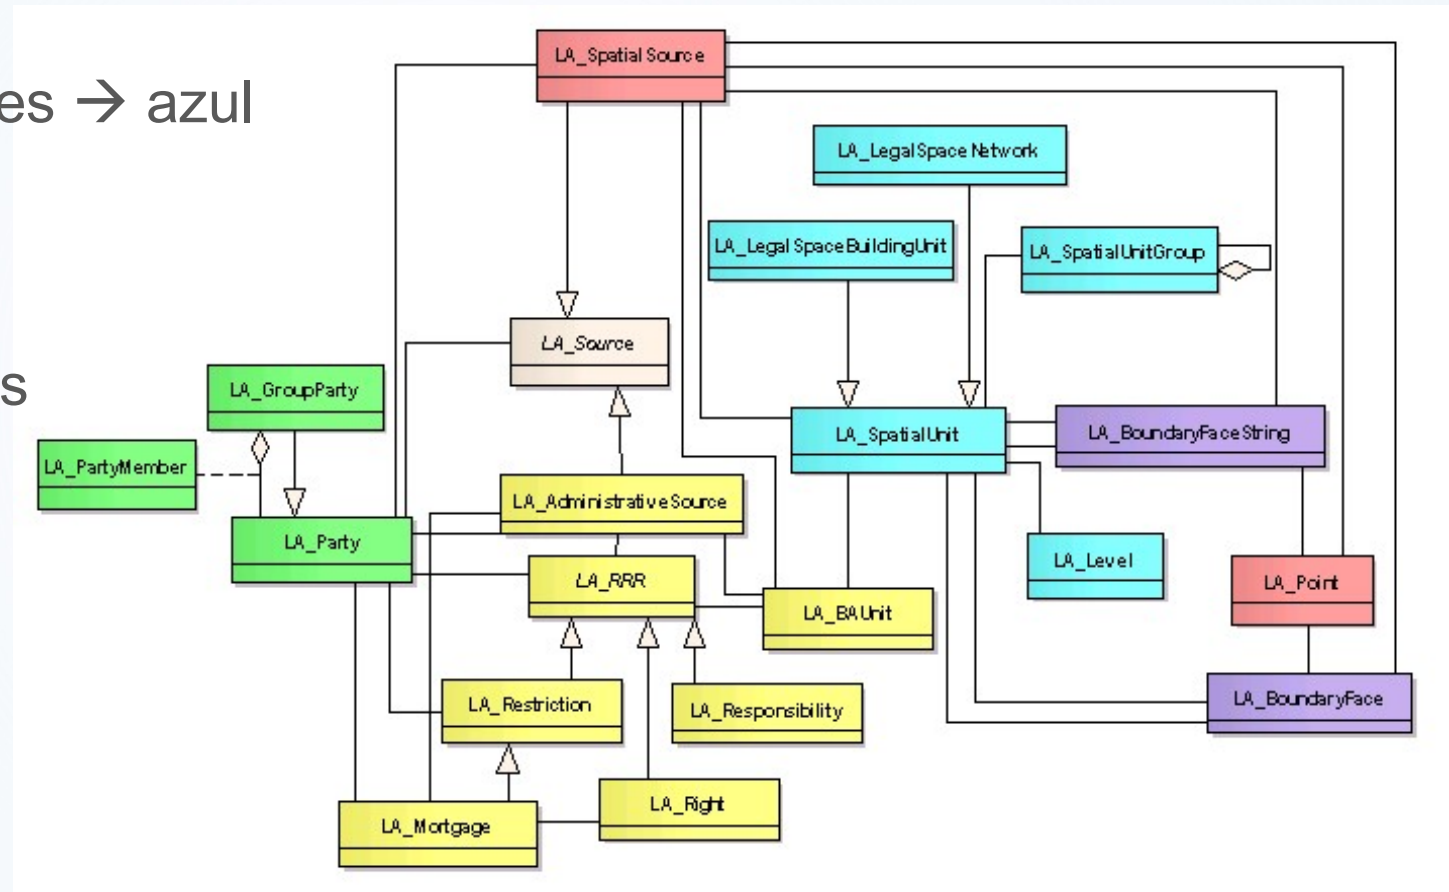 es → azul
s
LA_SpatialSource
LA_LegalSpaceNetwork
LA_LegalSpaceBuildingUnit
LA_SpatialUnitGroup
LA_Source
LA_GroupParty
LA_PartyMember
LA_SpatialUnit
LA_BoundaryFaceString
LA_AdministrativeSource
LA_Party
LA_RRR
LA_Level
LA_Point
LA_BAUnit
LA_Restriction
LA_Responsibility
LA_BoundaryFace
LA_Right
LA_Mortgage